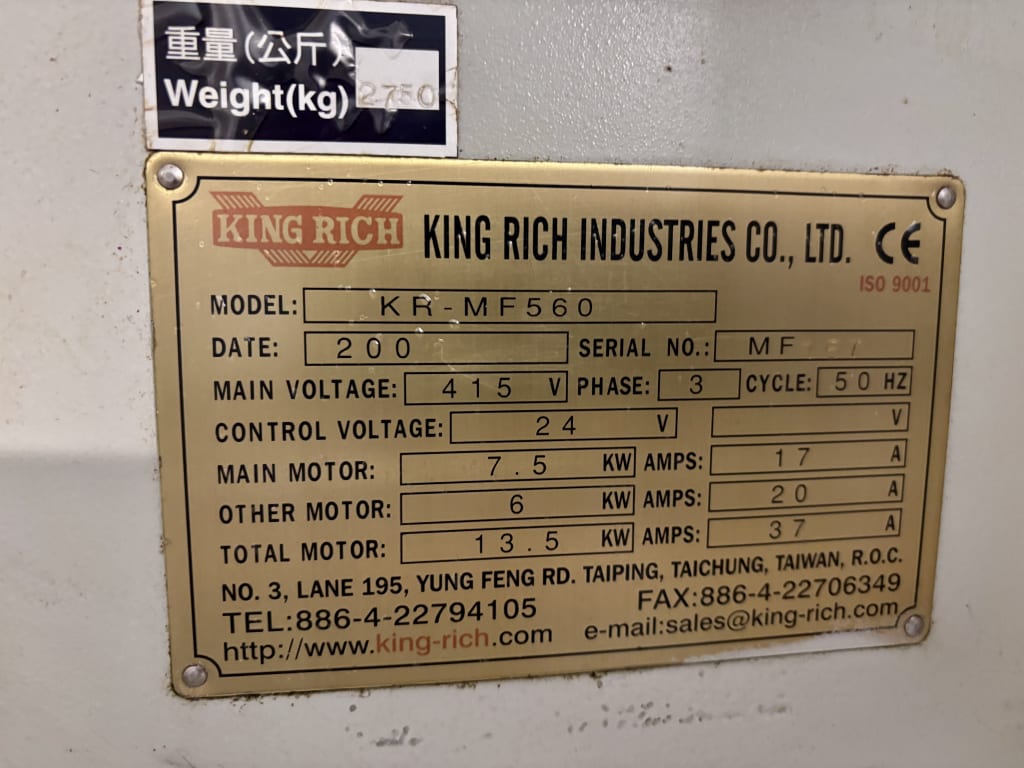 重量(公斤)
Weight(kg) 2750
KING RICH KING RICH INDUSTRIES CO., LTD. CE
ISO 9001
MODEL: KR-MF560
DATE: 200 SERIAL NO.: MF
MAIN VOLTAGE: 415 V PHASE: 3 CYCLE: 50 HZ
CONTROL VOLTAGE: 24 V V
MAIN MOTOR: 7.5 KW AMPS: 17 A
OTHER MOTOR: 6 KW AMPS: 20 A
TOTAL MOTOR: 13.5 KW AMPS: 37 A
NO. 3, LANE 195, YUNG FENG RD. TAIPING, TAICHUNG, TAIWAN, R.O.C.
TEL:886-4-22794105 FAX:886-4-22706349
http://www.king-rich.com e-mail:sales@king-rich.com